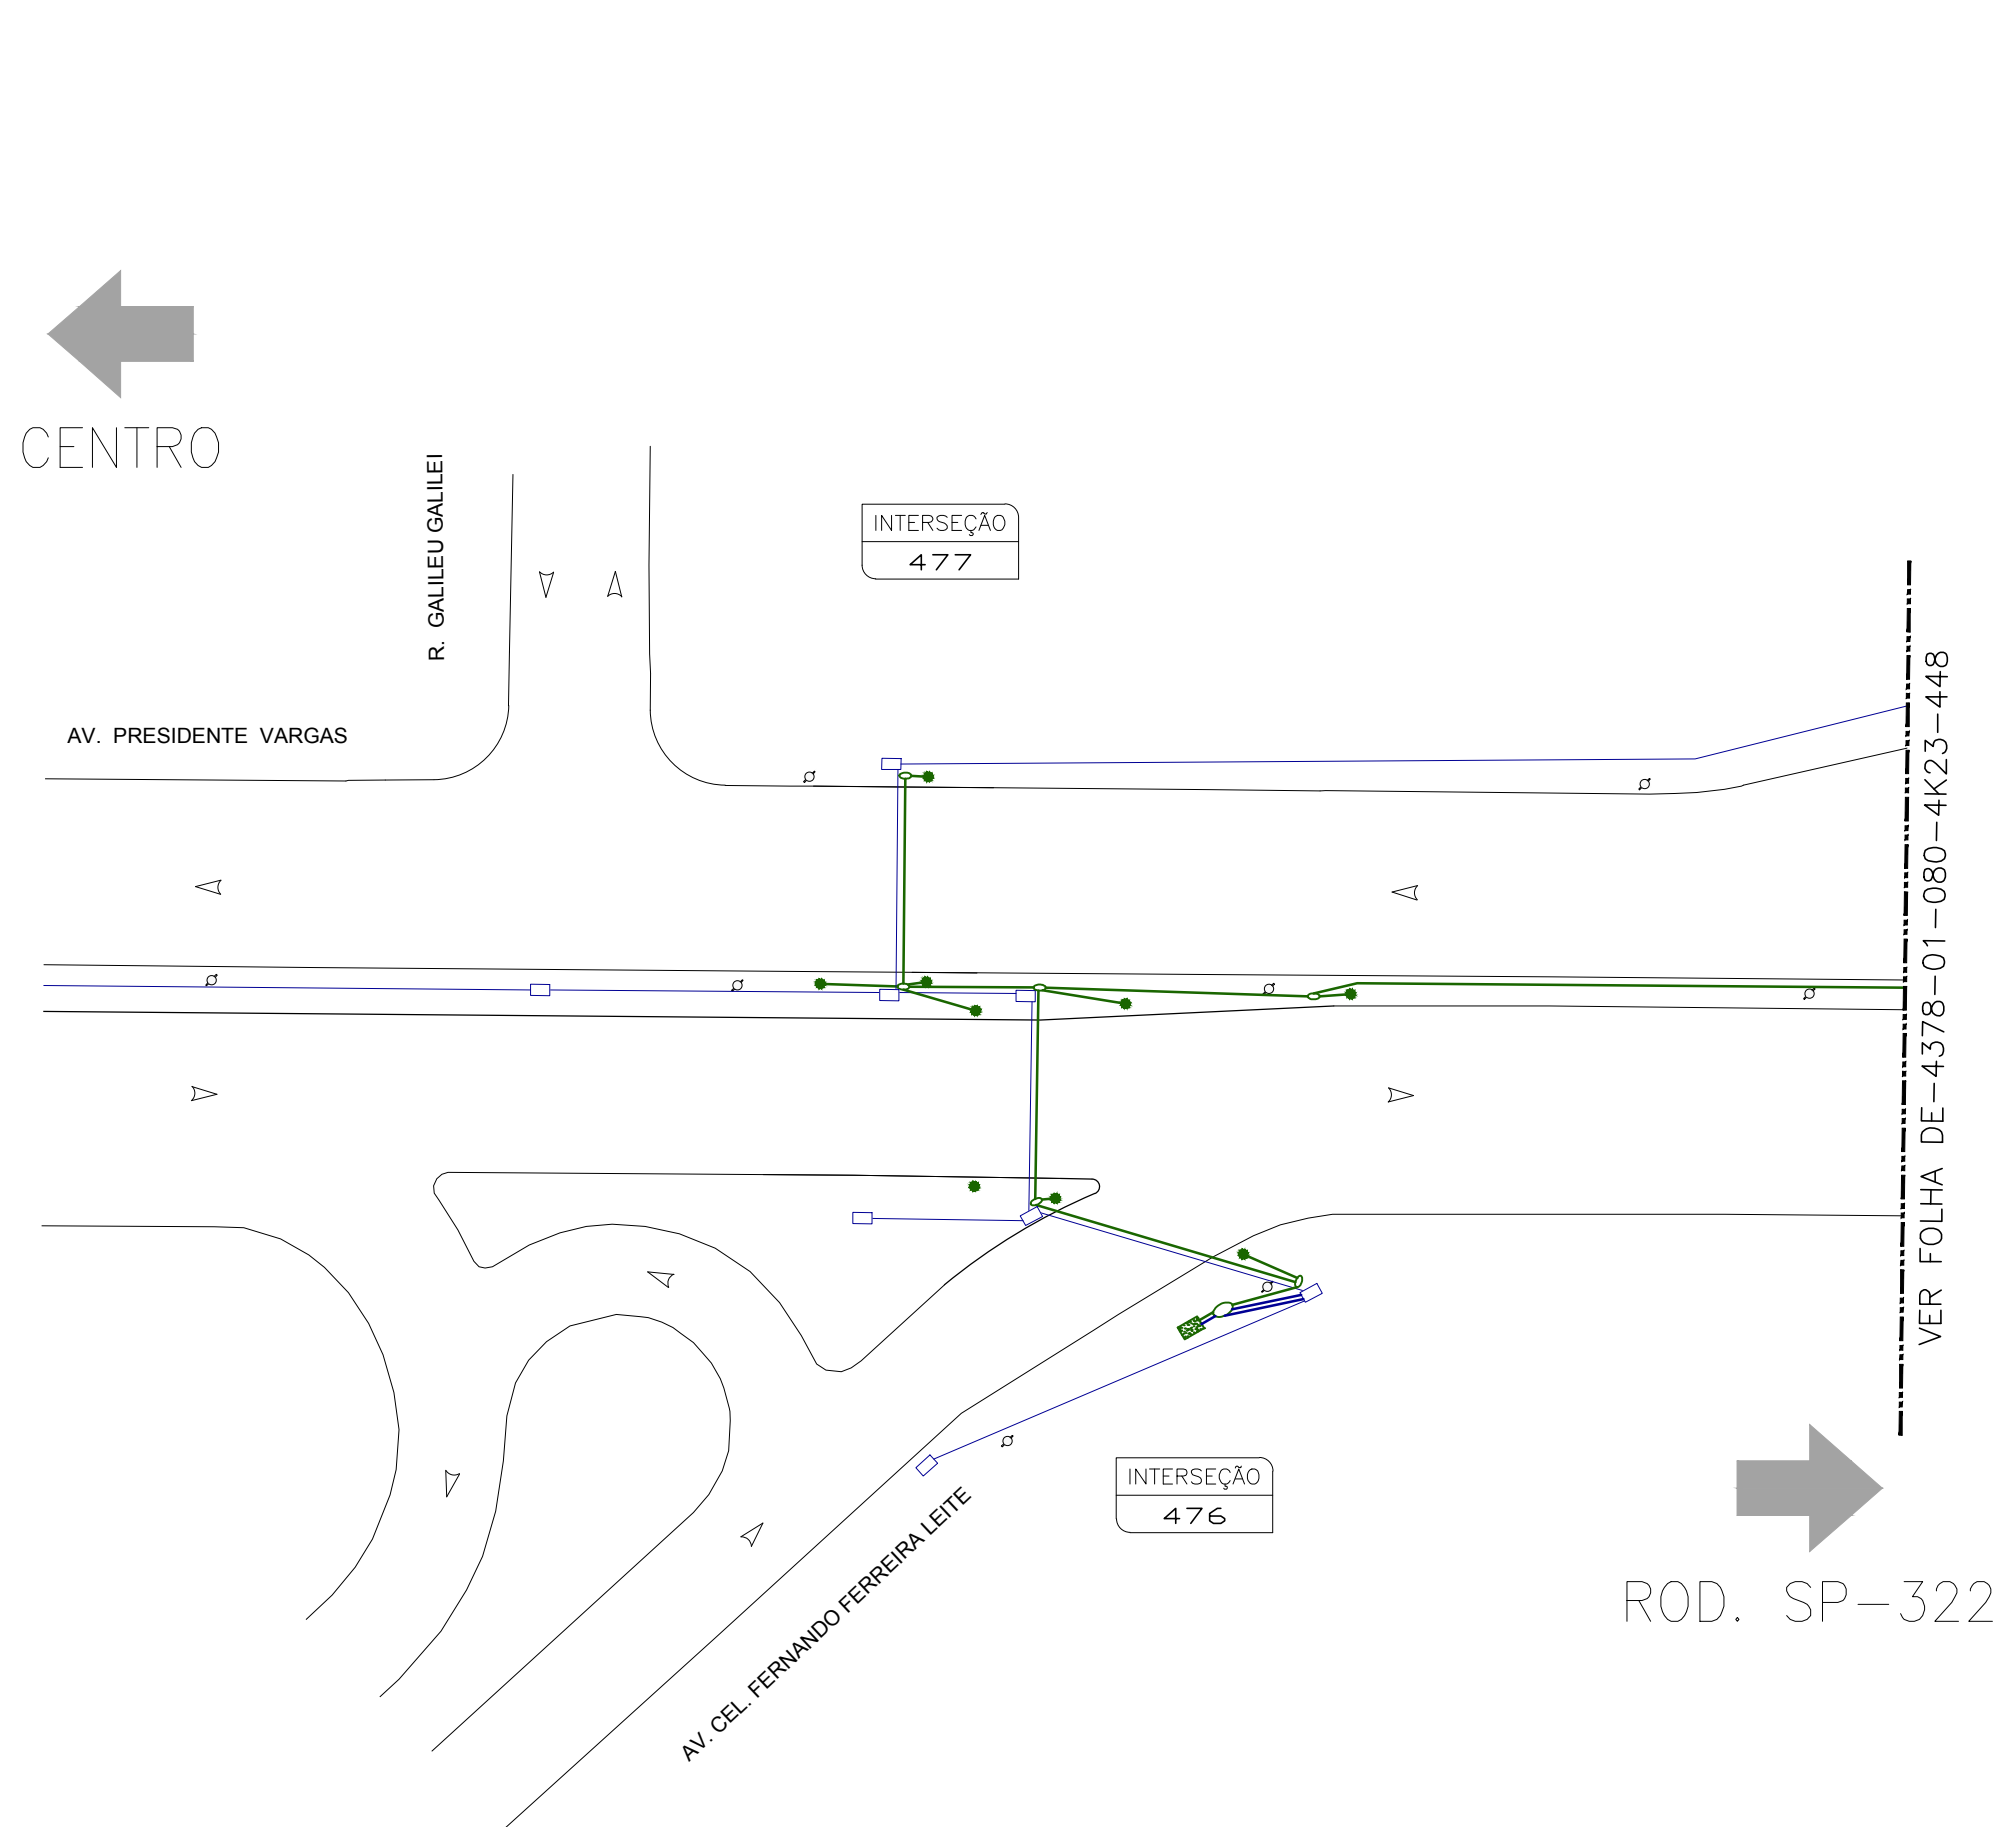 CENTRO
R. GALILEU GALILEI
INTERSEÇÃO
477
AV. PRESIDENTE VARGAS
VER FOLHA DE-4378-01-080-4K23-448
INTERSEÇÃO
476
AV. CEL. FERNANDO FERREIRA LEITE
ROD. SP-322